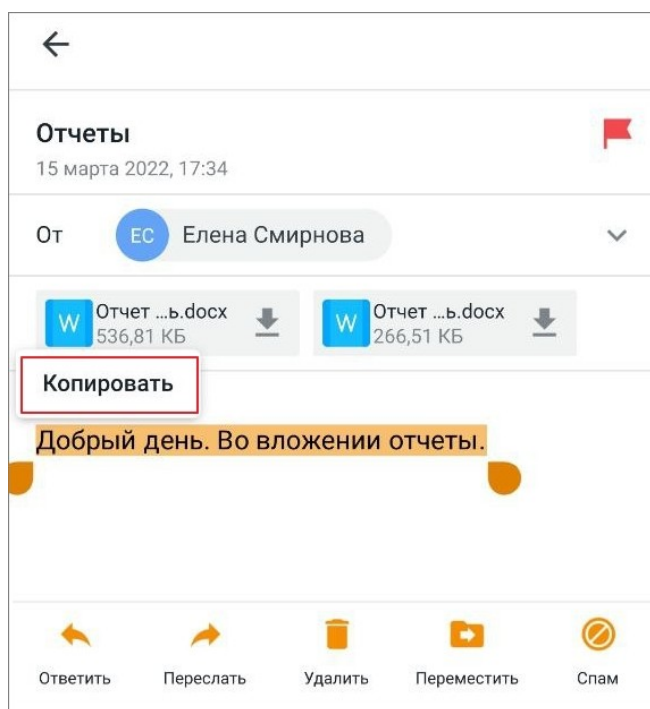 Отчеты
15 марта 2022, 17:34
От ЕС Елена Смирнова
W Отчет ...ь.docx W Отчет ...ь.docx
536,81 КБ 266,51 КБ
Копировать
Добрый день. Во вложении отчеты.
Ответить Переслать Удалить Переместить Спам